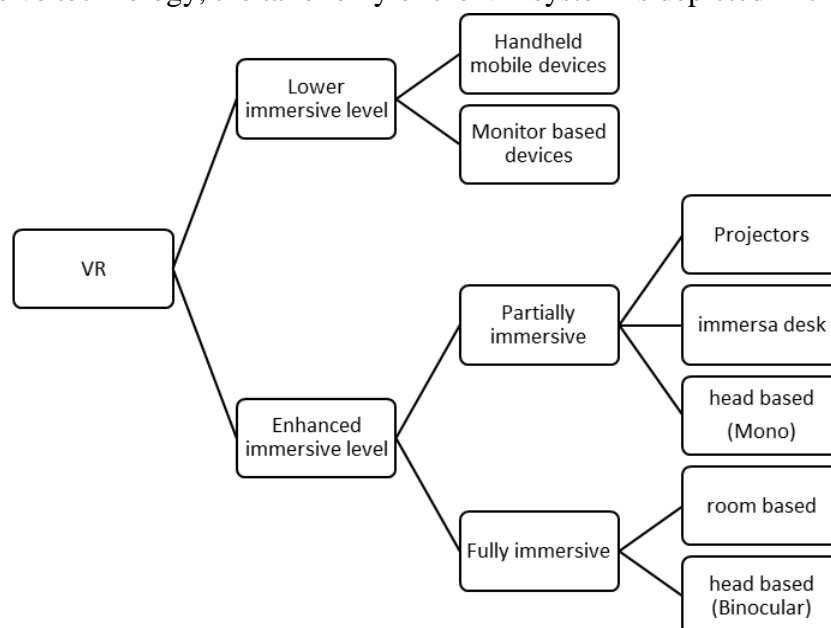 Handheld
mobile devices
Lower
immersive level
Monitor based
devices
Projectors
VR
Partially
immersive
immersa desk
head based
(Mono)
Enhanced
immersive level
room based
Fully immersive
head based
(Binocular)